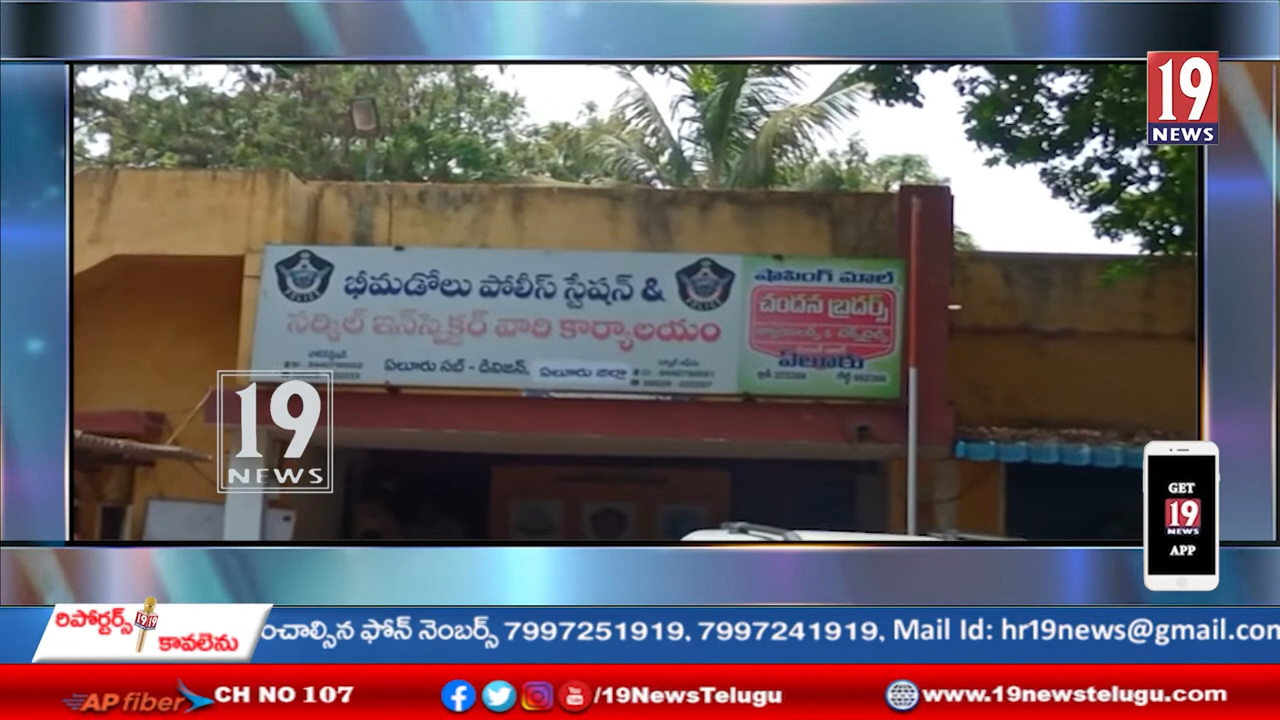 19
NEWS
భీమడోలు పోలీస్ స్టేషన్ &
సర్కిల్ ఇన్‌స్పెక్టర్ వారి కార్యాలయం
ఏలూరు సబ్ - డివిజన్, ఏలూరు జిల్లా
షాపింగ్ మాల్
చందన బ్రదర్స్
ఏలూరు
19
NEWS
GET
19
NEWS
APP
రిపోర్టర్స్
కావలెను
ంచాల్సిన ఫోన్ నెంబర్స్ 7997251919, 7997241919, Mail Id: hr19news@gmail.con
AP fiber CH NO 107 /19NewsTelugu www.19newstelugu.com